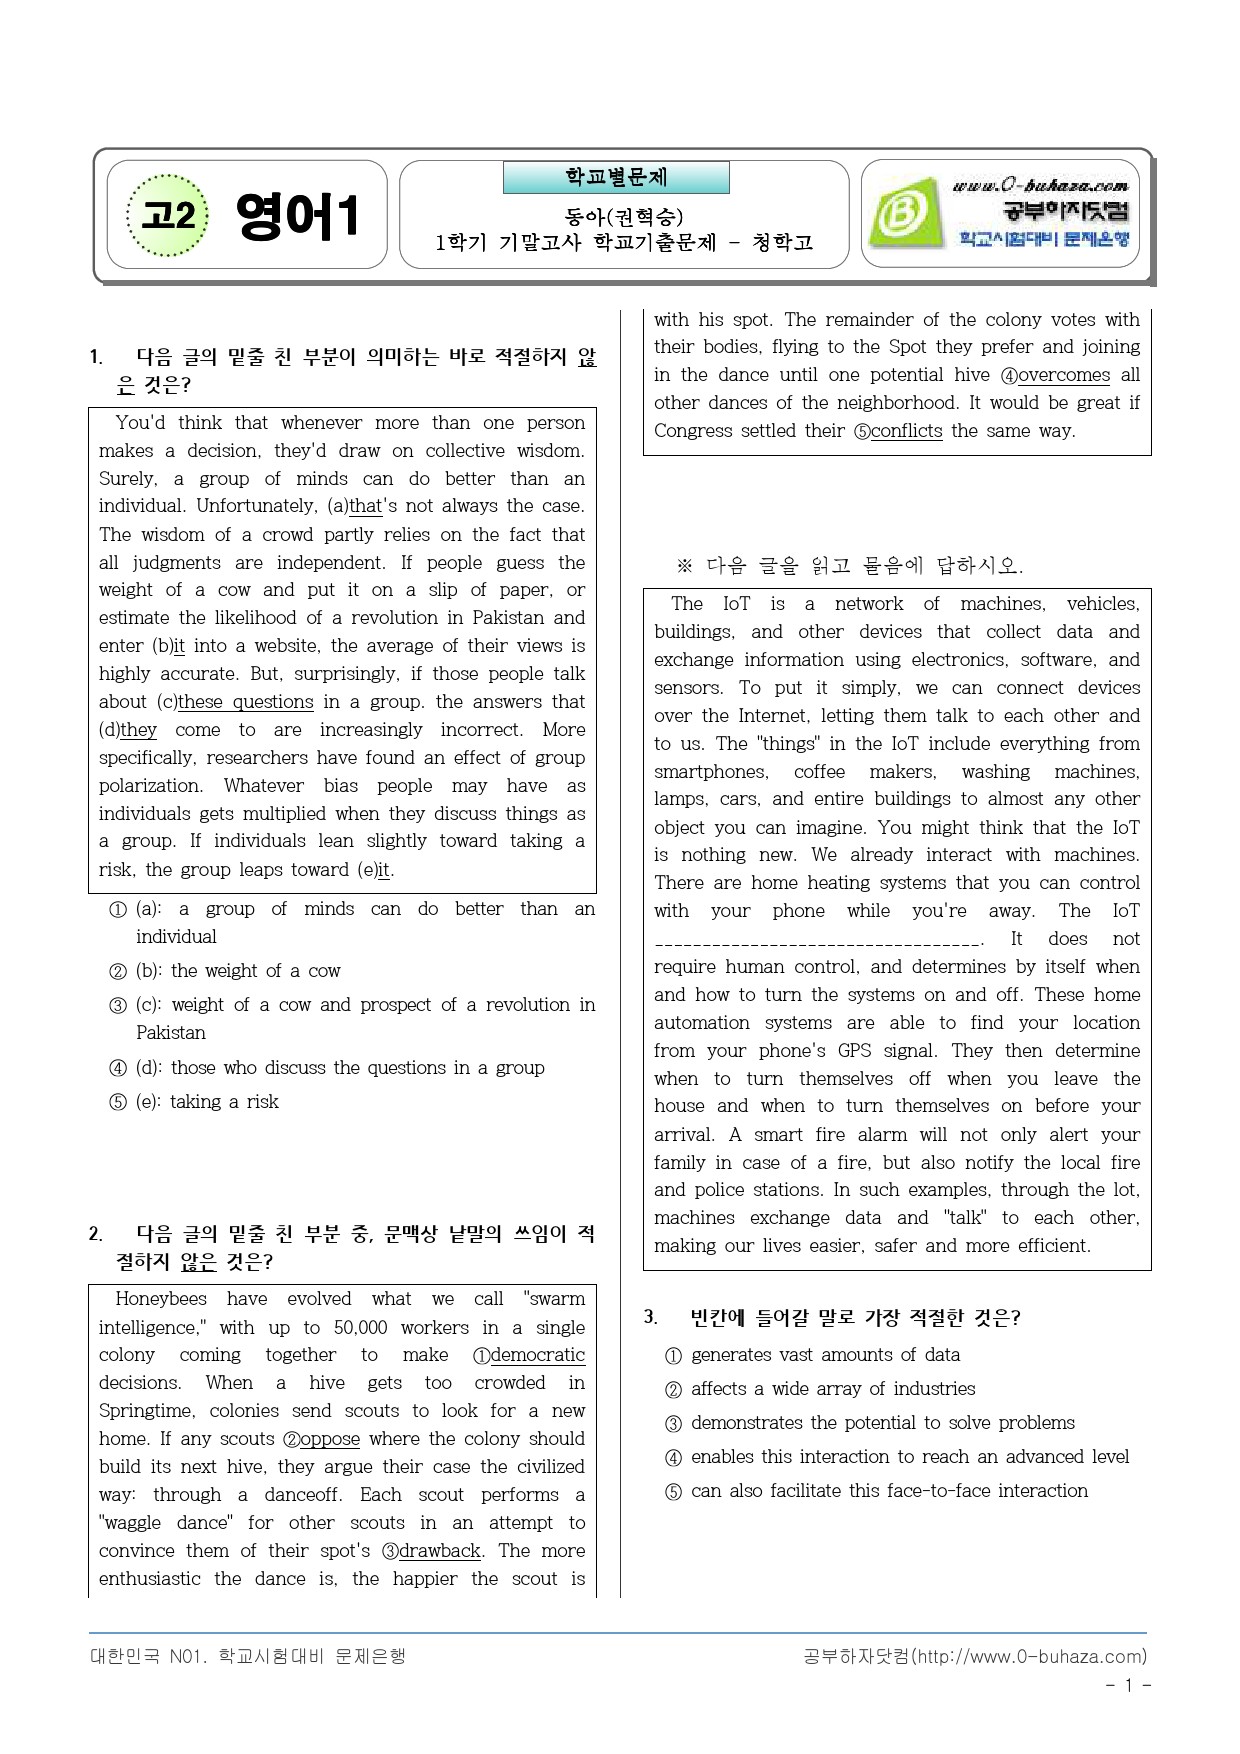 고2 영어1
학교별문제
동아(권혁승)
1학기 기말고사 학교기출문제 - 청학고
www.0-buhaza.com
공부하자닷컴
학교시험대비 문제은행
1. 다음 글의 밑줄 친 부분이 의미하는 바로 적절하지 않
은 것은?
You'd think that whenever more than one person
makes a decision, they'd draw on collective wisdom.
Surely, a group of minds can do better than an
individual. Unfortunately, (a)that's not always the case.
The wisdom of a crowd partly relies on the fact that
all judgments are independent. If people guess the
weight of a cow and put it on a slip of paper, or
estimate the likelihood of a revolution in Pakistan and
enter (b)it into a website, the average of their views is
highly accurate. But, surprisingly, if those people talk
about (c)these questions in a group. the answers that
(d)they come to are increasingly incorrect. More
specifically, researchers have found an effect of group
polarization. Whatever bias people may have as
individuals gets multiplied when they discuss things as
a group. If individuals lean slightly toward taking a
risk, the group leaps toward (e)it.
① (a): a group of minds can do better than an
individual
② (b): the weight of a cow
③ (c): weight of a cow and prospect of a revolution in
Pakistan
④ (d): those who discuss the questions in a group
⑤ (e): taking a risk
2. 다음 글의 밑줄 친 부분 중, 문맥상 낱말의 쓰임이 적
절하지 않은 것은?
Honeybees have evolved what we call "swarm
intelligence," with up to 50,000 workers in a single
colony coming together to make ①democratic
decisions. When a hive gets too crowded in
Springtime, colonies send scouts to look for a new
home. If any scouts ②oppose where the colony should
build its next hive, they argue their case the civilized
way: through a danceoff. Each scout performs a
"waggle dance" for other scouts in an attempt to
convince them of their spot's ③drawback. The more
enthusiastic the dance is, the happier the scout is
with his spot. The remainder of the colony votes with
their bodies, flying to the Spot they prefer and joining
in the dance until one potential hive ④overcomes all
other dances of the neighborhood. It would be great if
Congress settled their ⑤conflicts the same way.
※ 다음 글을 읽고 물음에 답하시오.
The IoT is a network of machines, vehicles,
buildings, and other devices that collect data and
exchange information using electronics, software, and
sensors. To put it simply, we can connect devices
over the Internet, letting them talk to each other and
to us. The "things" in the IoT include everything from
smartphones, coffee makers, washing machines,
lamps, cars, and entire buildings to almost any other
object you can imagine. You might think that the IoT
is nothing new. We already interact with machines.
There are home heating systems that you can control
with your phone while you're away. The IoT
__________________________________. It does not
require human control, and determines by itself when
and how to turn the systems on and off. These home
automation systems are able to find your location
from your phone's GPS signal. They then determine
when to turn themselves off when you leave the
house and when to turn themselves on before your
arrival. A smart fire alarm will not only alert your
family in case of a fire, but also notify the local fire
and police stations. In such examples, through the lot,
machines exchange data and "talk" to each other,
making our lives easier, safer and more efficient.
3. 빈칸에 들어갈 말로 가장 적절한 것은?
① generates vast amounts of data
② affects a wide array of industries
③ demonstrates the potential to solve problems
④ enables this interaction to reach an advanced level
⑤ can also facilitate this face-to-face interaction
대한민국 N01. 학교시험대비 문제은행
공부하자닷컴(http://www.0-buhaza.com)
- 1 -